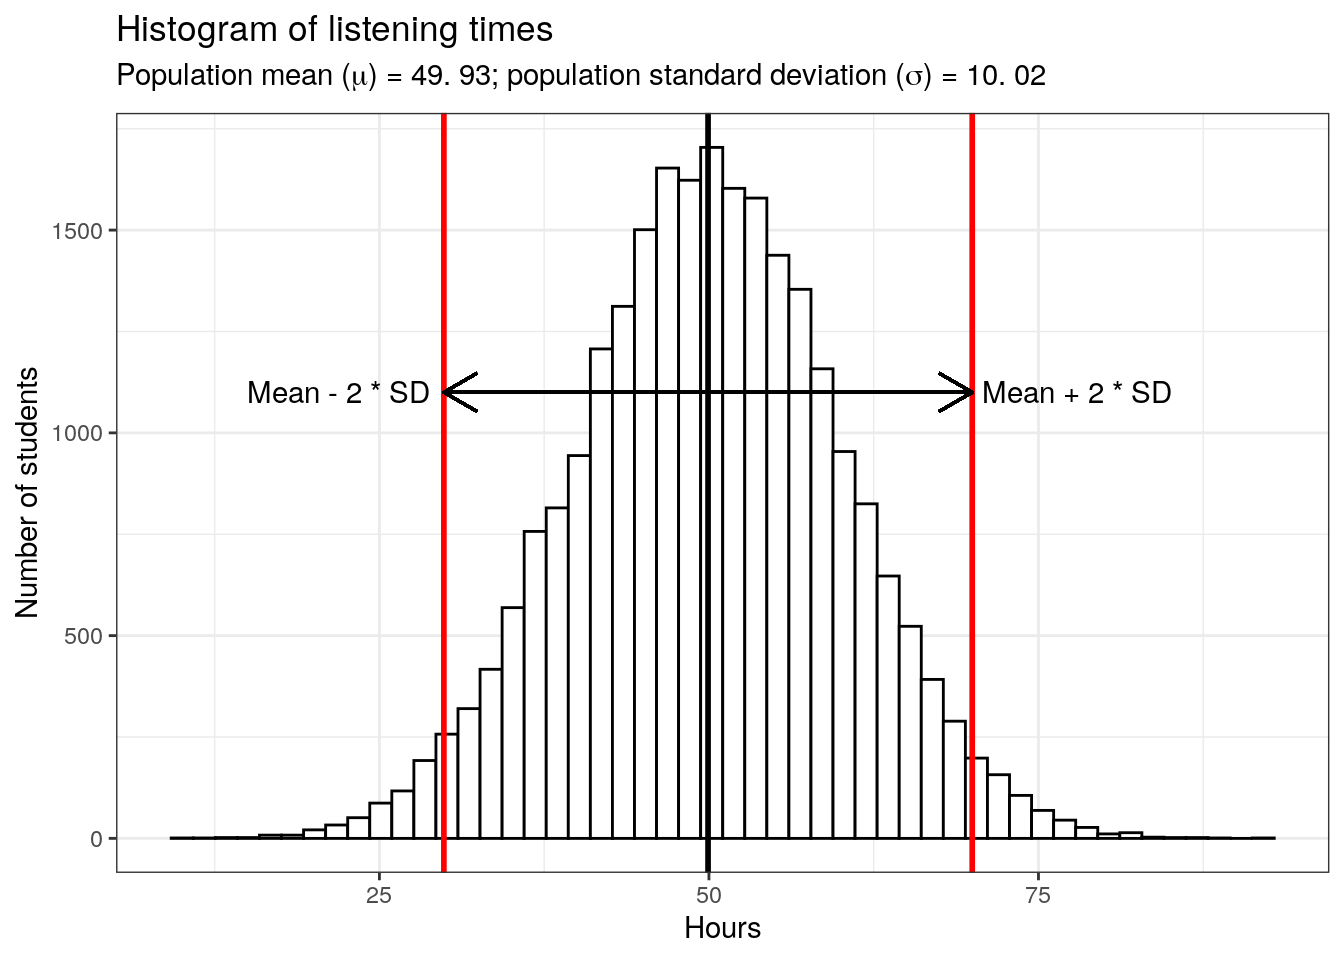 Histogram of listening times
Population mean (μ) = 49. 93; population standard deviation (σ) = 10. 02
Number of students
1500
1000
500
0
Mean - 2 * SD
Mean + 2 * SD
25
50
75
Hours